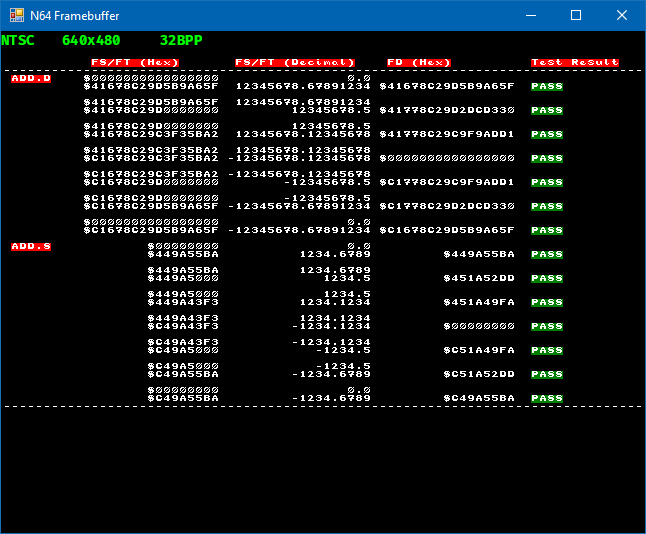 N64 Framebuffer
NTSC 640x480 32BPP
FS/FT (Hex) FS/FT (Decimal) FD (Hex) Test Result
ADD.D $0000000000000000 0.0
$41678C29D5B9A65F 12345678.67891234 $41678C29D5B9A65F PASS
$41678C29D5B9A65F 12345678.67891234
$41678C29D0000000 12345678.5 $41778C29D2DCD330 PASS
$41678C29D0000000 12345678.5
$41678C29C3F35BA2 12345678.12345678 $41778C29C9F9ADD1 PASS
$41678C29C3F35BA2 12345678.12345678
$C1678C29C3F35BA2 -12345678.12345678 $0000000000000000 PASS
$C1678C29C3F35BA2 -12345678.12345678
$C1678C29D0000000 -12345678.5 $C1778C29C9F9ADD1 PASS
$C1678C29D0000000 -12345678.5
$C1678C29D5B9A65F -12345678.67891234 $C1778C29D2DCD330 PASS
$0000000000000000 0.0
$C1678C29D5B9A65F -12345678.67891234 $C1678C29D5B9A65F PASS
ADD.S $00000000 0.0
$449A55BA 1234.6789 $449A55BA PASS
$449A55BA 1234.6789
$449A5000 1234.5 $451A52DD PASS
$449A5000 1234.5
$449A43F3 1234.1234 $451A49FA PASS
$449A43F3 1234.1234
$C49A43F3 -1234.1234 $00000000 PASS
$C49A43F3 -1234.1234
$C49A5000 -1234.5 $C51A49FA PASS
$C49A5000 -1234.5
$C49A55BA -1234.6789 $C51A52DD PASS
$00000000 0.0
$C49A55BA -1234.6789 $C49A55BA PASS